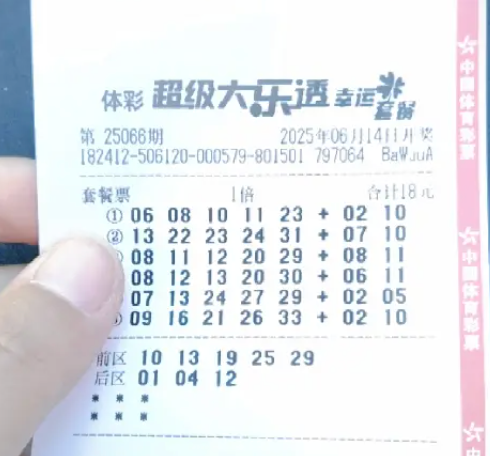 体彩 超级大乐透 幸运 套餐
第 25066期 2025年06月14日开奖
182412-506120-000579-801501 797064 BaWJuA
套餐票 1倍 合计18元
① 06 08 10 11 23 + 02 10
② 13 22 23 24 31 + 07 10
08 11 12 20 29 + 08 11
08 12 13 20 30 + 06 11
07 13 24 27 29 + 02 05
09 16 21 26 33 + 02 10
前区 10 13 19 25 29
后区 01 04 12
* * *
* * *
中国体育彩票
中国体育彩票
中